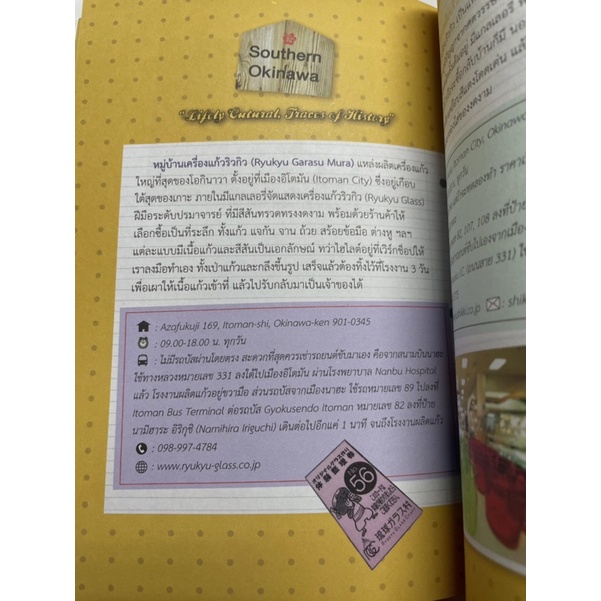 Southern
Okinawa
"Lifely Cutural, Traces of History"
หมู่บ้านเครื่องแก้วริวกิว (Ryukyu Garasu Mura) แหล่งผลิตเครื่องแก้ว
ใหญ่ที่สุดของโอกินาวา ตั้งอยู่ที่เมืองอิโตมัน (Itoman City) ซึ่งอยู่เกือบ
ใต้สุดของเกาะ ภายในมีแกลเลอรีจัดแสดงเครื่องแก้วริวกิว (Ryukyu Glass)
ฝีมือระดับปรมาจารย์ ที่มีสีสันทรวดทรงงดงาม พร้อมด้วยร้านค้าให้
เลือกซื้อเป็นที่ระลึก ทั้งแก้ว แจกัน จาน ถ้วย สร้อยข้อมือ ต่างหู ฯลฯ
แต่ละแบบมีเนื้อแก้วและสีสันเป็นเอกลักษณ์ ทว่าไฮไลต์อยู่ที่เวิร์กช็อปให้
เราลงมือทำเอง ทั้งเป่าแก้วและกลึงขึ้นรูป เสร็จแล้วต้องทิ้งไว้ที่โรงงาน 3 วัน
เพื่อเผาให้เนื้อแก้วเข้าที่ แล้วไปรับกลับมาเป็นเจ้าของได้
: Azafukuji 169, Itoman-shi, Okinawa-ken 901-0345
: 09.00-18.00 น. ทุกวัน
: ไม่มีรถบัสผ่านโดยตรง สะดวกที่สุดควรเช่ารถยนต์ขับมาเอง คือจากสนามบินนาฮะ
ใช้ทางหลวงหมายเลข 331 ลงใต้ไปเมืองอิโตมัน ผ่านโรงพยาบาล Nanbu Hospital
แล้ว โรงงานผลิตแก้วอยู่ขวามือ ส่วนรถบัสจากเมืองนาฮะ ใช้รถหมายเลข 89 ไปลงที่
Itoman Bus Terminal ต่อรถบัส Gyokusendo Itoman หมายเลข 82 ลงที่ป้าย
นามิฮาระ อิริกุชิ (Namihira Iriguchi) เดินต่อไปอีกแค่ 1 นาที จนถึงโรงงานผลิตแก้ว
: 098-997-4784
: www.ryukyu-glass.co.jp
56
琉球ガラス村